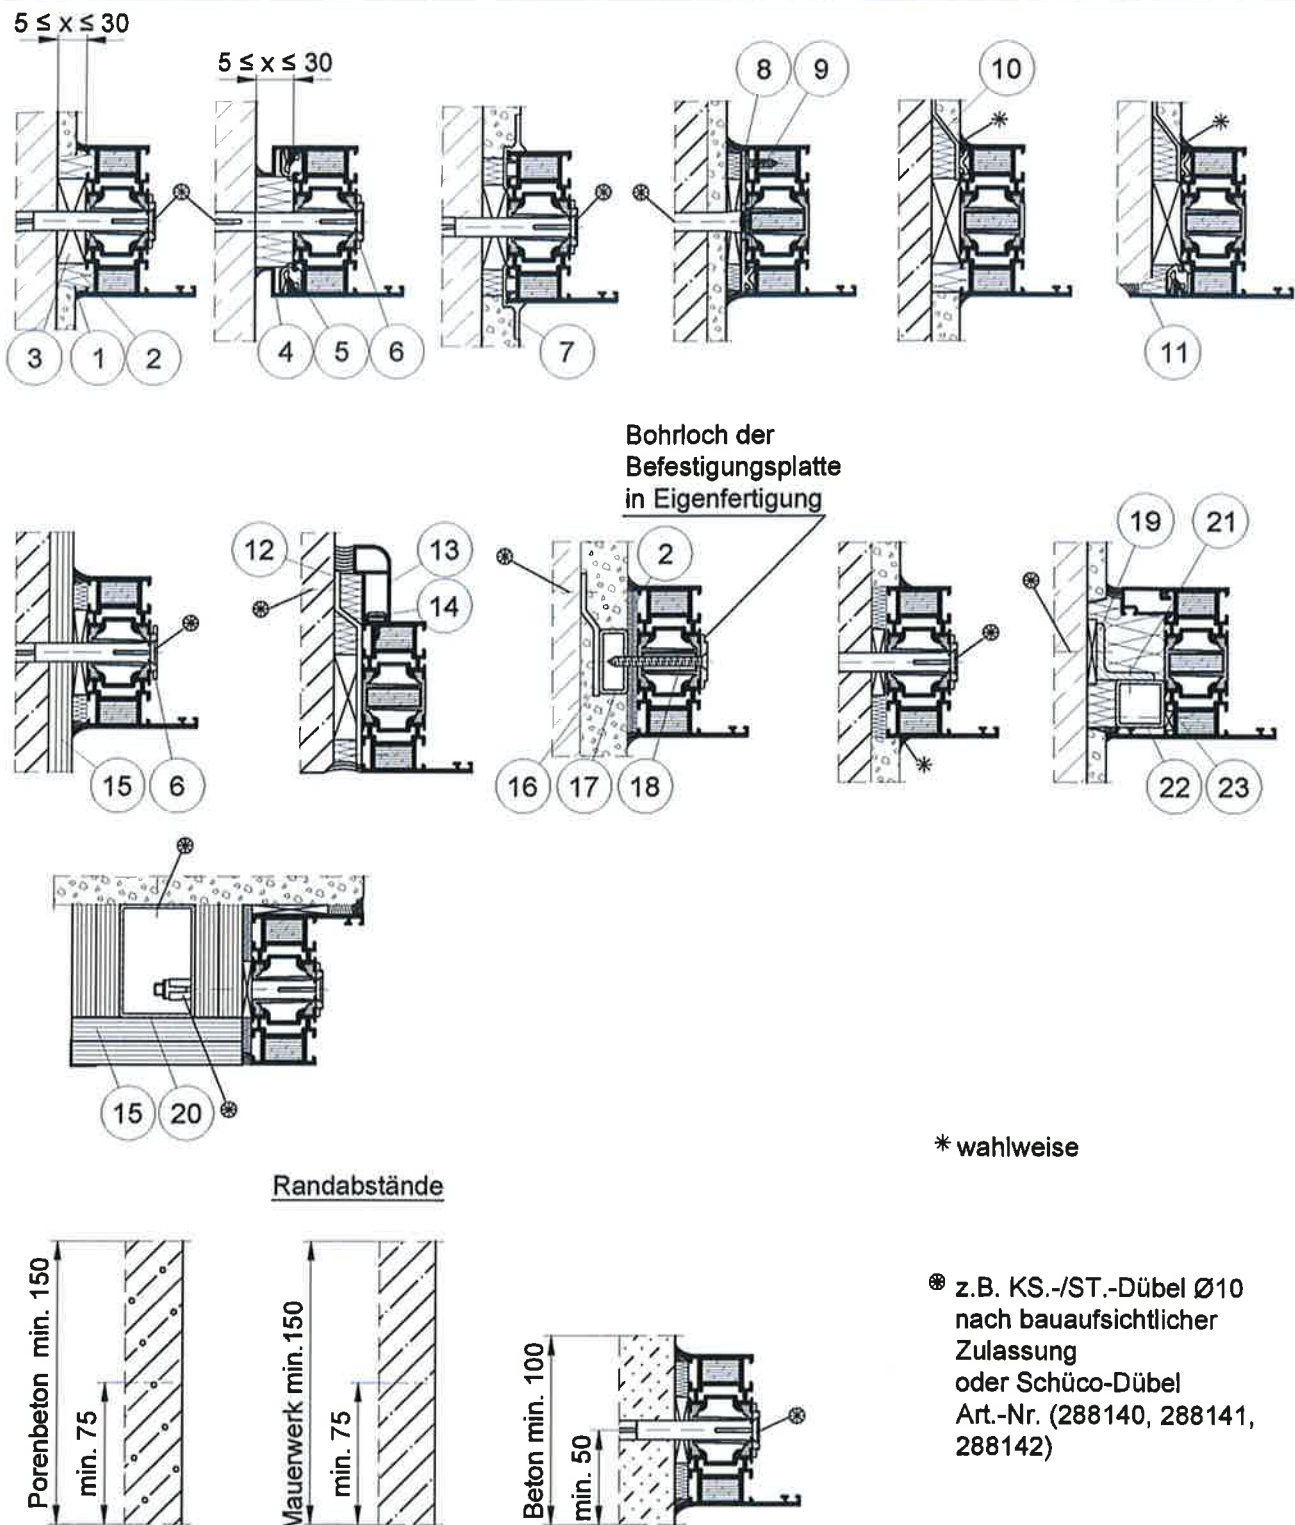 5 ≤ x ≤ 30
5 ≤ x ≤ 30
8 9 10
3 1 2 4 5 6 7 11
Bohrloch der
Befestigungsplatte
in Eigenfertigung
12 13 2 19 21
14
15 6 16 17 18 22 23
15 20
* wahlweise
Randabstände
Porenbeton min. 150
min. 75
Mauerwerk min. 150
min. 75
Beton min. 100
min. 50
z.B. KS.-/ST.-Dübel Ø10
nach bauaufsichtlicher
Zulassung
oder Schüco-Dübel
Art.-Nr. (288140, 288141,
288142)